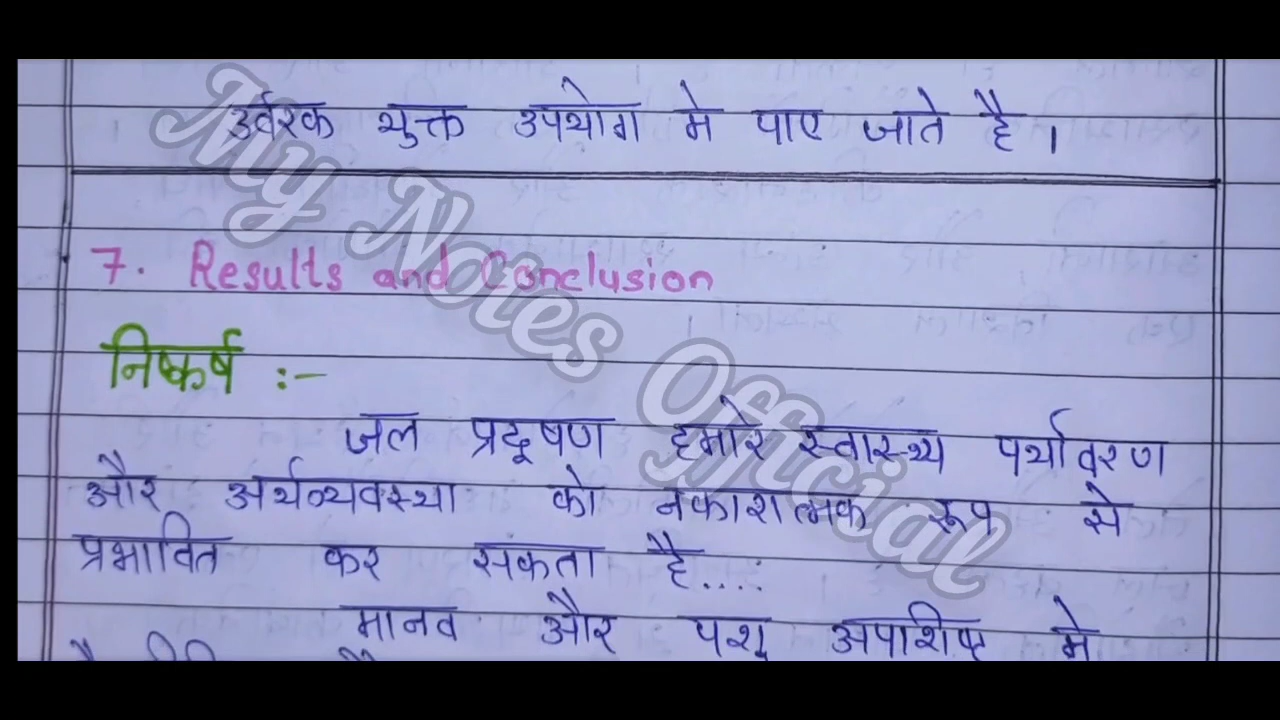 उर्वरक युक्त उपयोग मे पाए जाते है।
7. Results and Conclusion
निष्कर्ष :-
जल प्रदूषण हमारे स्वास्थ्य पर्यावरण
और अर्थव्यवस्था को नकाशत्मक रूप से
प्रभावित कर सकता है....
मानव और पशु अपशिष्ट मे
My Notes Official